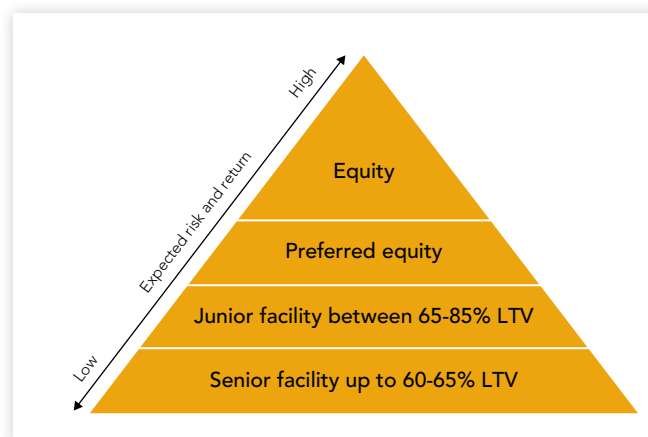 High
Expected risk and return
Low
Equity
Preferred equity
Junior facility between 65-85% LTV
Senior facility up to 60-65% LTV